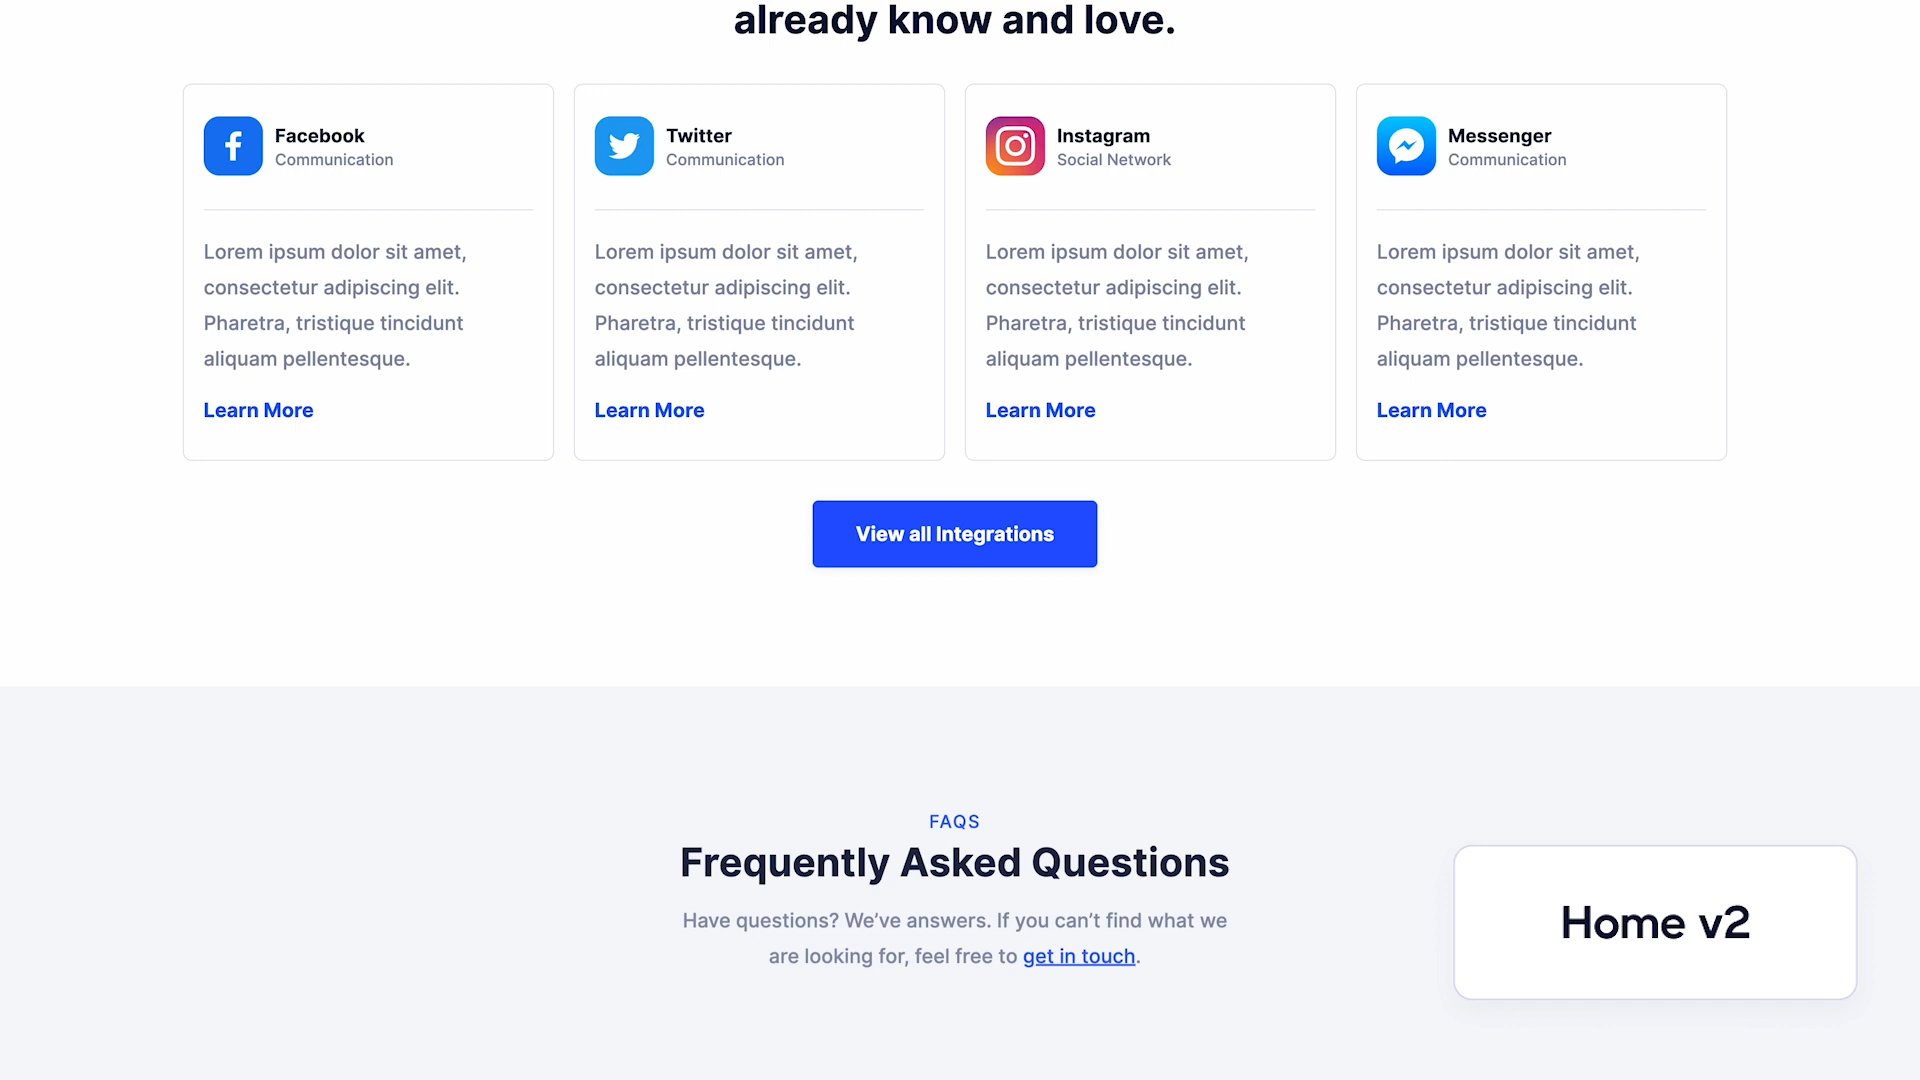 already know and love.
Facebook
Communication
Lorem ipsum dolor sit amet,
consectetur adipiscing elit.
Pharetra, tristique tincidunt
aliquam pellentesque.
Learn More
Twitter
Communication
Lorem ipsum dolor sit amet,
consectetur adipiscing elit.
Pharetra, tristique tincidunt
aliquam pellentesque.
Learn More
Instagram
Social Network
Lorem ipsum dolor sit amet,
consectetur adipiscing elit.
Pharetra, tristique tincidunt
aliquam pellentesque.
Learn More
Messenger
Communication
Lorem ipsum dolor sit amet,
consectetur adipiscing elit.
Pharetra, tristique tincidunt
aliquam pellentesque.
Learn More
View all Integrations
FAQS
Frequently Asked Questions
Have questions? We’ve answers. If you can’t find what we
are looking for, feel free to get in touch.
Home v2